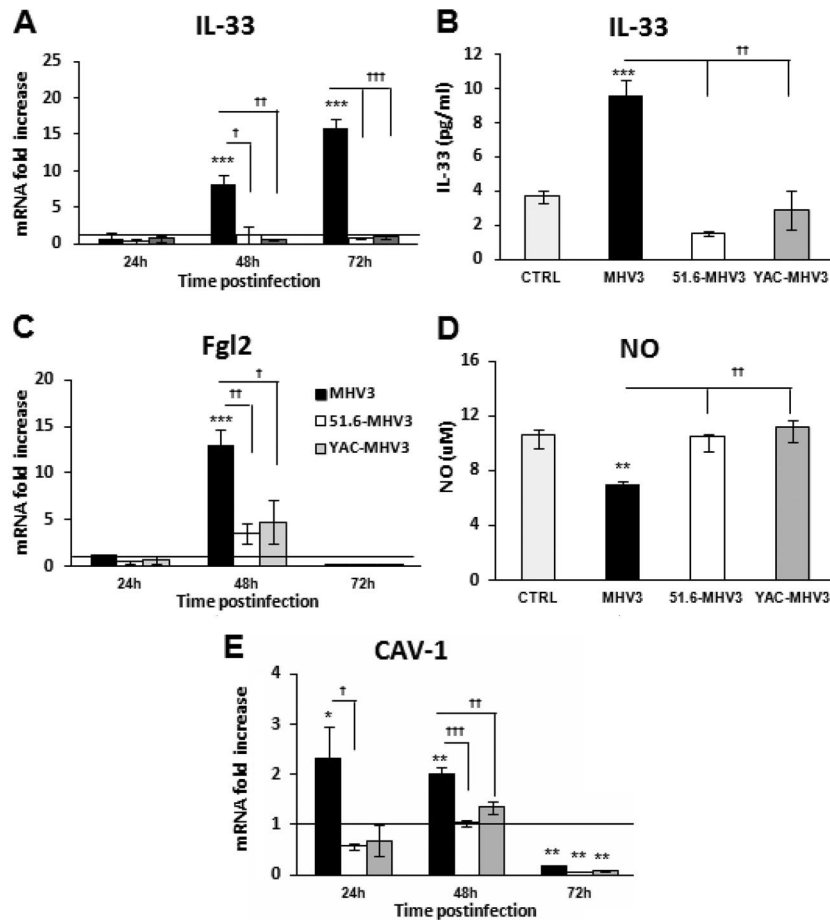 A
IL-33
mRNA fold increase
25
20
15
10
5
0
***
†
††
***
†††
24h
48h
72h
Time postinfection
B
IL-33
IL-33 (pg/ml)
12
10
8
6
4
2
0
***
††
CTRL
MHV3
51.6-MHV3
YAC-MHV3
C
Fgl2
mRNA fold increase
20
15
10
5
0
***
††
†
MHV3
51.6-MHV3
YAC-MHV3
24h
48h
72h
Time postinfection
D
NO
NO (uM)
16
12
8
4
0
**
††
CTRL
MHV3
51.6-MHV3
YAC-MHV3
E
CAV-1
mRNA fold increase
4
3
2
1
0
*
†
**
†††
††
** ** **
24h
48h
72h
Time postinfection